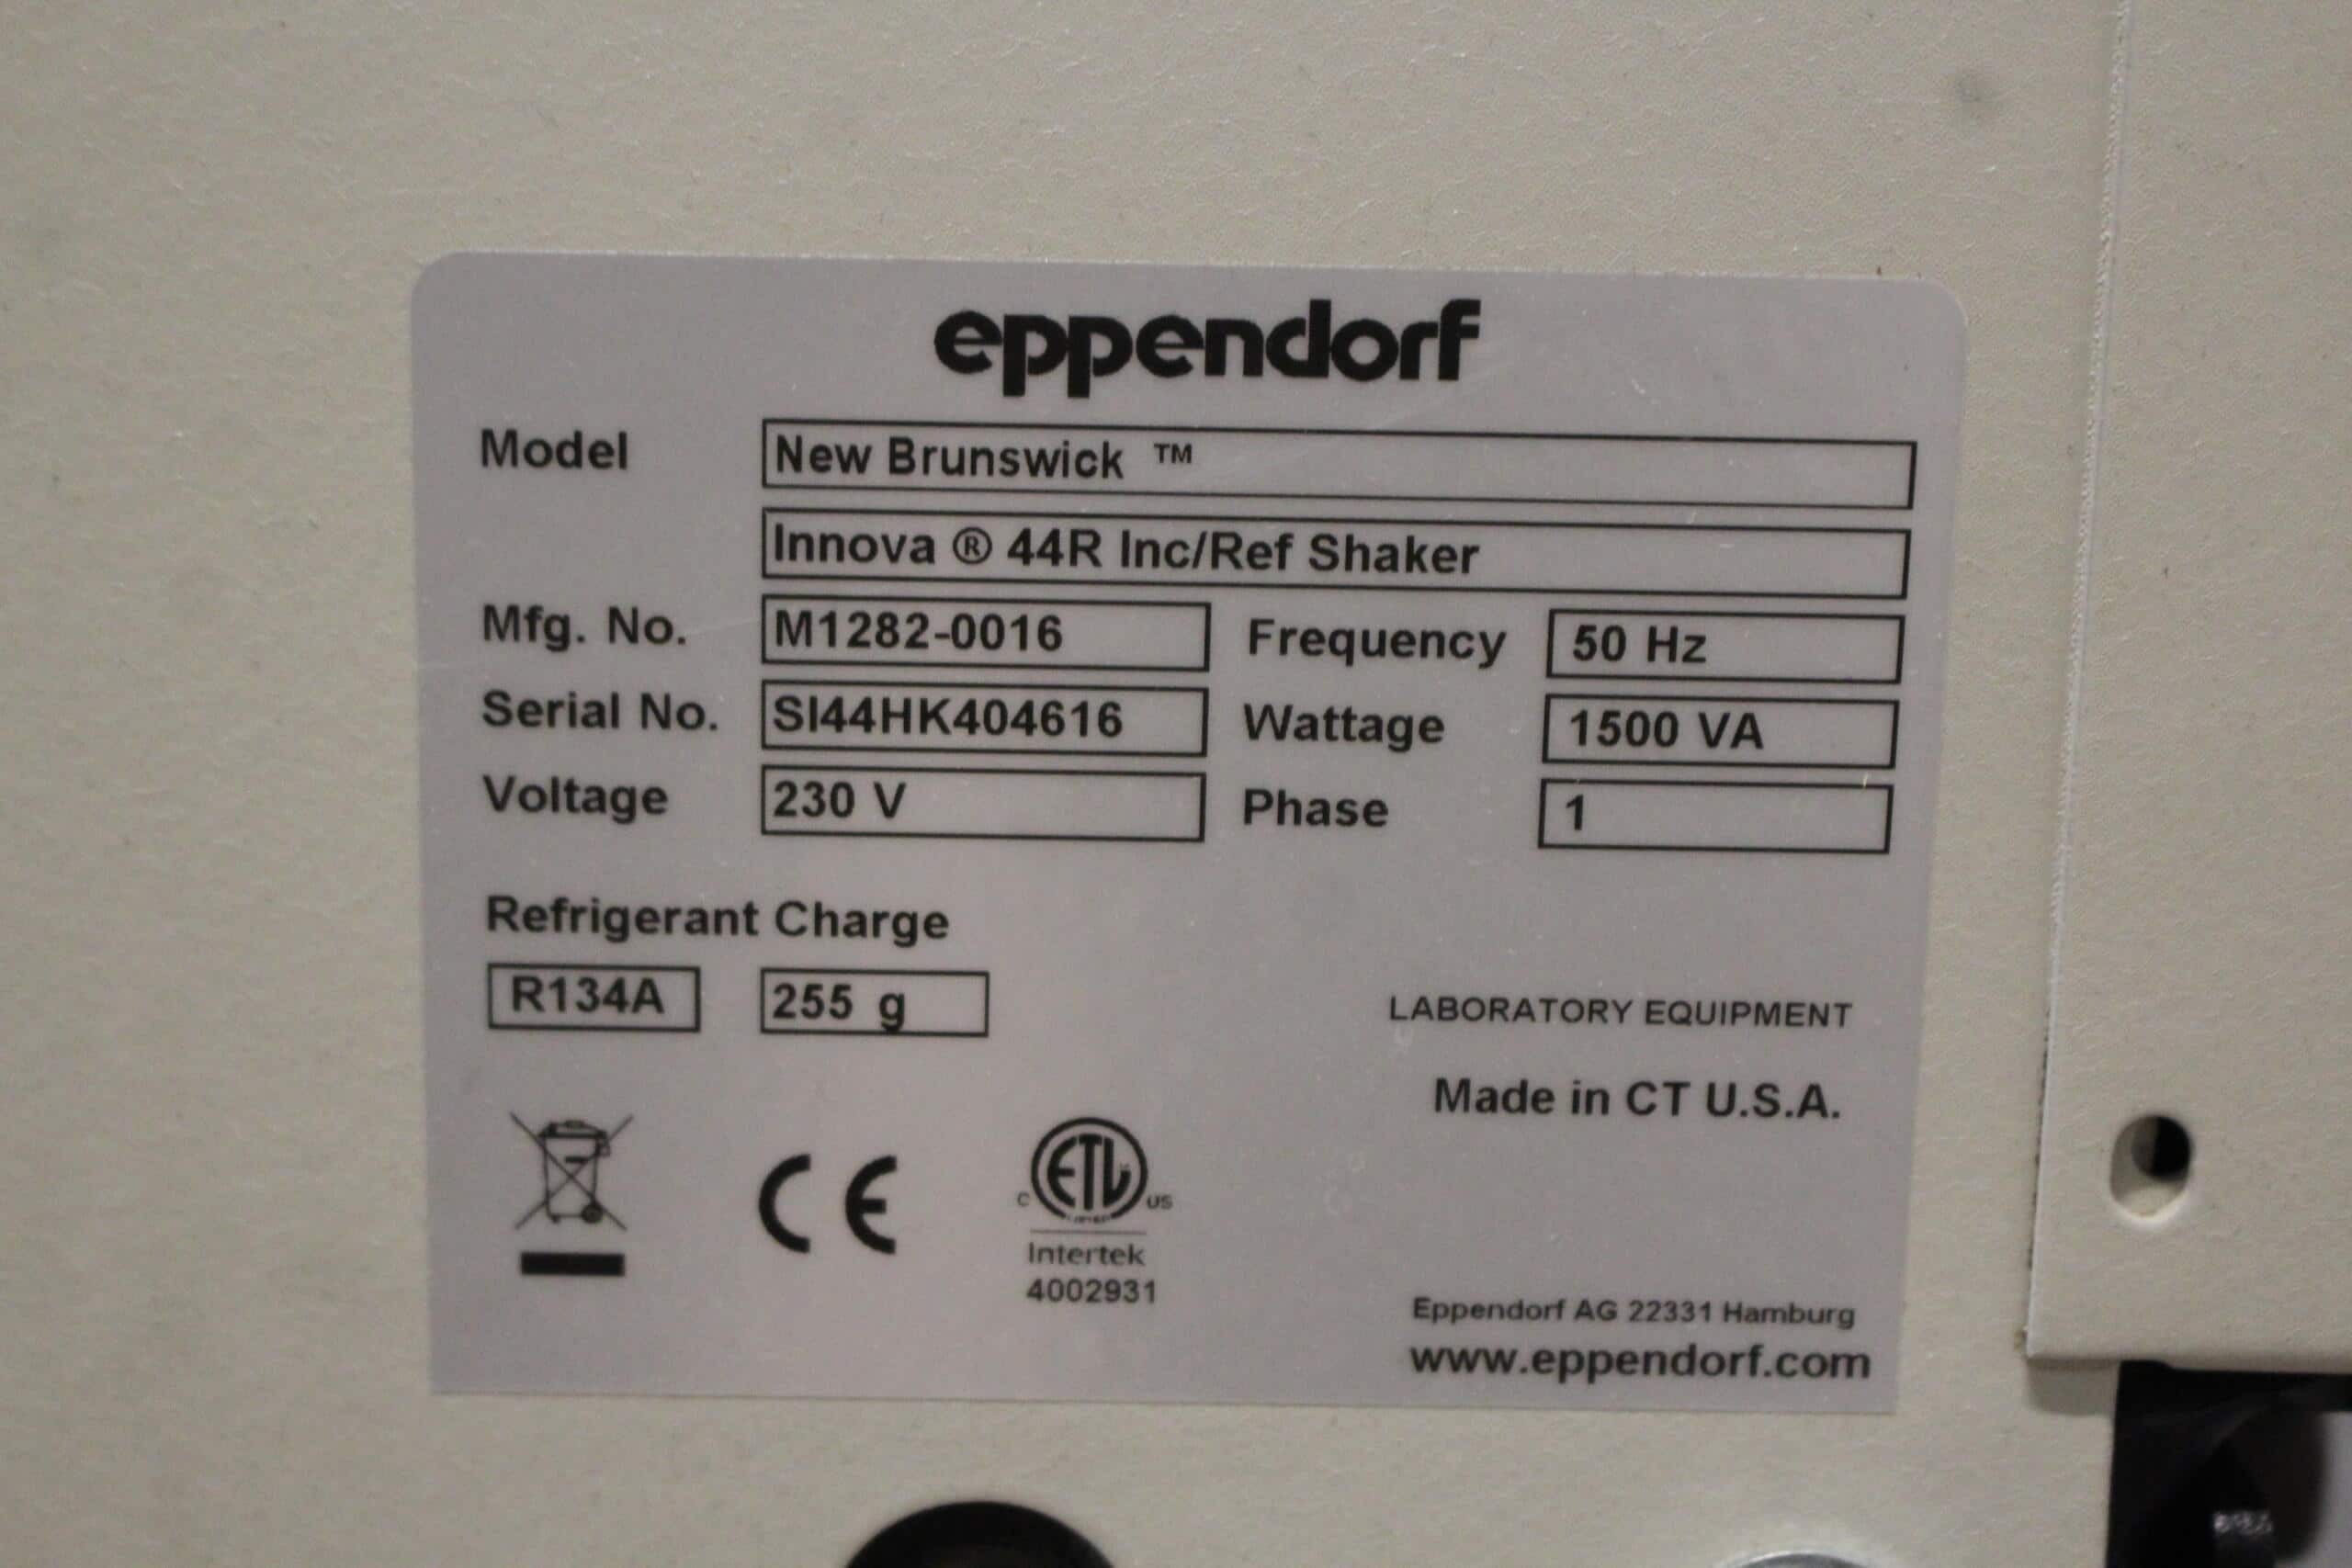 eppendorf
Model New Brunswick ™
Innova ® 44R Inc/Ref Shaker
Mfg. No. M1282-0016 Frequency 50 Hz
Serial No. SI44HK404616 Wattage 1500 VA
Voltage 230 V Phase 1
Refrigerant Charge
R134A 255 g
LABORATORY EQUIPMENT
Made in CT U.S.A.
CE
C ETL US
Intertek
4002931
Eppendorf AG 22331 Hamburg
www.eppendorf.com